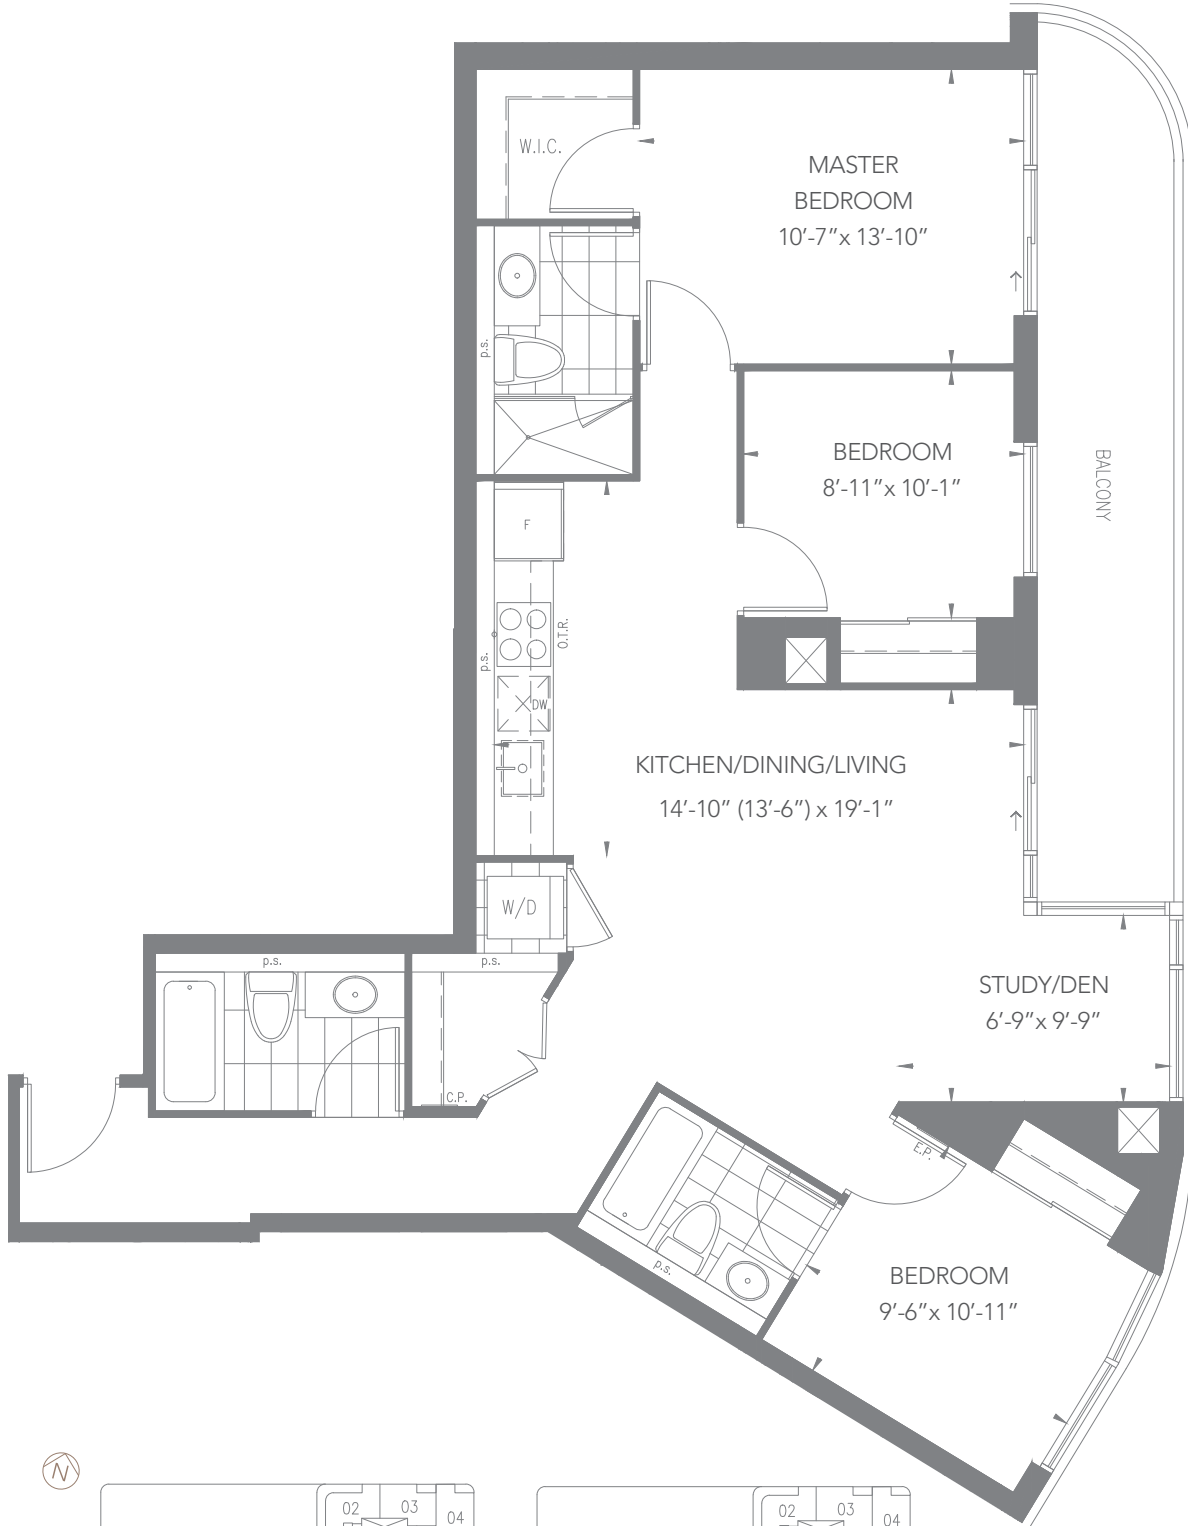 W.I.C.
MASTER
BEDROOM
10'-7"x 13'-10"
p.s.
BEDROOM
8'-11"x 10'-1"
BALCONY
F
O.T.R.
p.s.
DW
KITCHEN/DINING/LIVING
14'-10" (13'-6") x 19'-1"
W/D
p.s.
p.s.
STUDY/DEN
6'-9"x 9'-9"
C.P.
E.P.
p.s.
BEDROOM
9'-6"x 10'-11"
N
02 03 04
02 03 04